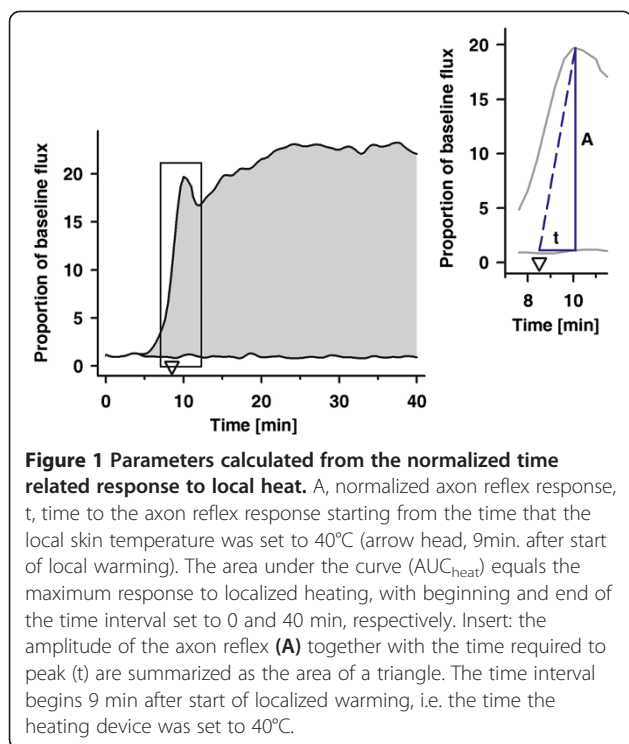 20
15
10
5
0
Proportion of baseline flux
A
t
8 10
Time [min]
20
15
10
5
0
Proportion of baseline flux
0 10 20 30 40
Time [min]
Figure 1 Parameters calculated from the normalized time
related response to local heat. A, normalized axon reflex response,
t, time to the axon reflex response starting from the time that the
local skin temperature was set to 40°C (arrow head, 9min. after start
of local warming). The area under the curve (AUCheat) equals the
maximum response to localized heating, with beginning and end of
the time interval set to 0 and 40 min, respectively. Insert: the
amplitude of the axon reflex (A) together with the time required to
peak (t) are summarized as the area of a triangle. The time interval
begins 9 min after start of localized warming, i.e. the time the
heating device was set to 40°C.